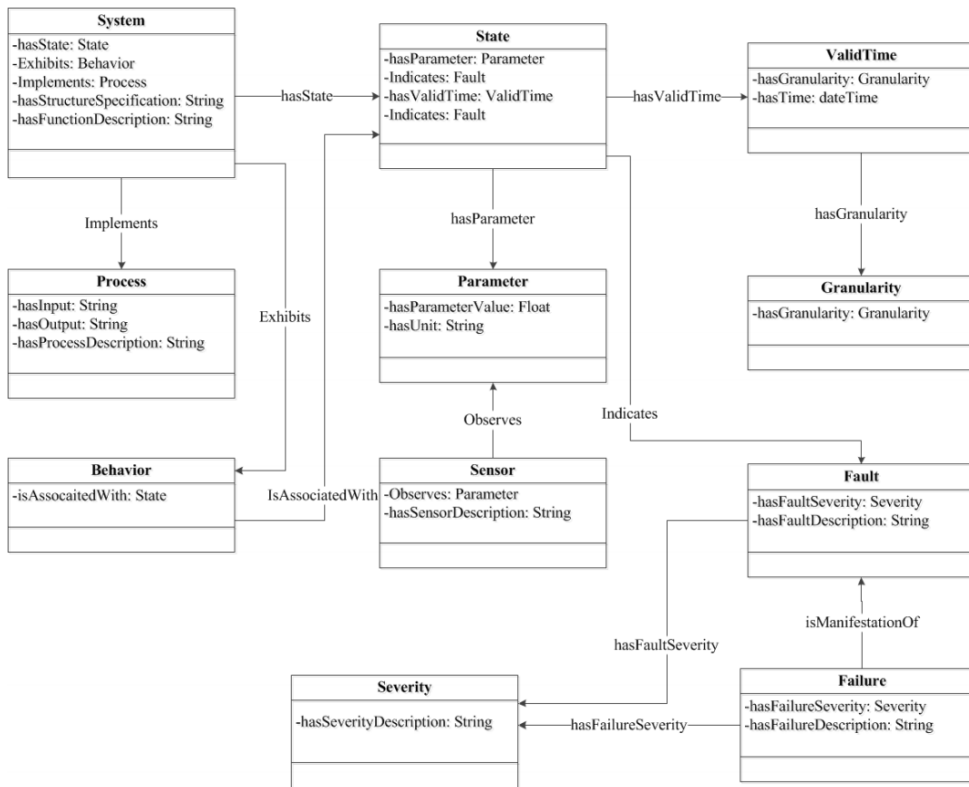 System
-hasState: State
-Exhibits: Behavior
-Implements: Process
-hasStructureSpecification: String
-hasFunctionDescription: String
hasState
State
-hasParameter: Parameter
-Indicates: Fault
-hasValidTime: ValidTime
-Indicates: Fault
hasValidTime
ValidTime
-hasGranularity: Granularity
-hasTime: dateTime
Implements
hasParameter
hasGranularity
Process
-hasInput: String
-hasOutput: String
-hasProcessDescription: String
Exhibits
Parameter
-hasParameterValue: Float
-hasUnit: String
Granularity
-hasGranularity: Granularity
Observes
Indicates
Behavior
-isAssocaitedWith: State
IsAssociatedWith
Sensor
-Observes: Parameter
-hasSensorDescription: String
Fault
-hasFaultSeverity: Severity
-hasFaultDescription: String
isManifestationOf
hasFaultSeverity
Severity
-hasSeverityDescription: String
hasFailureSeverity
Failure
-hasFailureSeverity: Severity
-hasFailureDescription: String